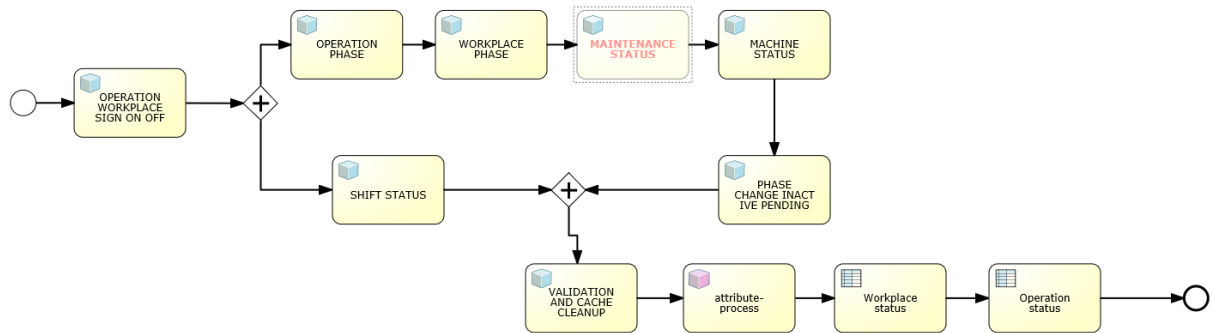 OPERATION
PHASE
WORKPLACE
PHASE
MAINTENANCE
STATUS
MACHINE
STATUS
OPERATION
WORKPLACE
SIGN ON OFF
SHIFT STATUS
PHASE
CHANGE INACT
IVE PENDING
VALIDATION
AND CACHE
CLEANUP
attribute-
process
Workplace
status
Operation
status